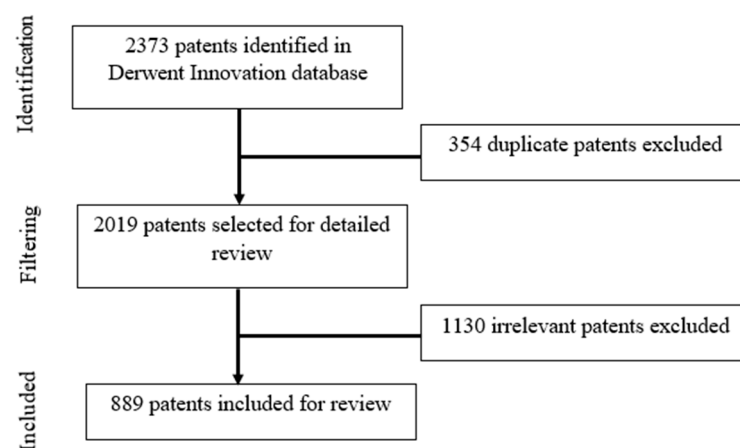 Identification
2373 patents identified in
Derwent Innovation database
354 duplicate patents excluded
Filtering
2019 patents selected for detailed
review
1130 irrelevant patents excluded
Included
889 patents included for review